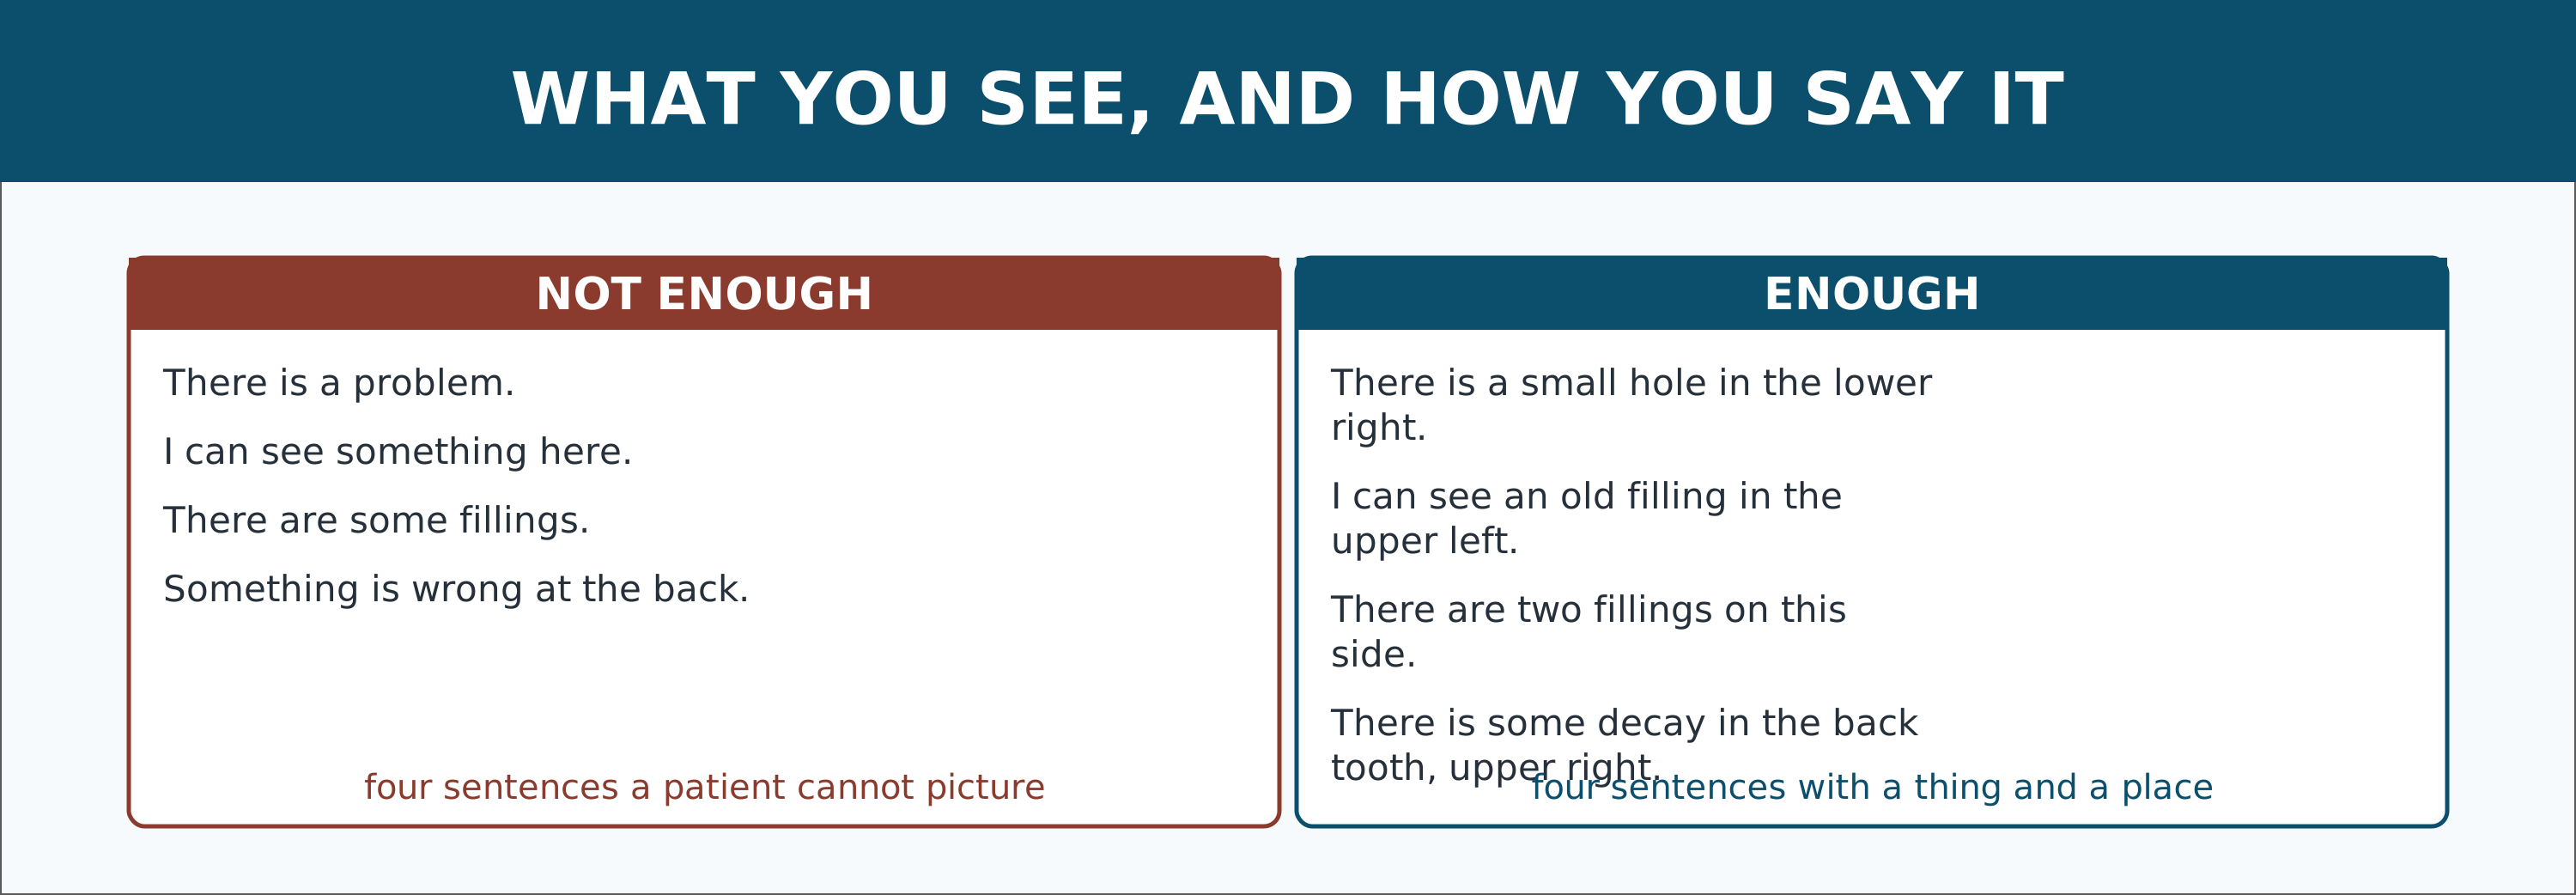 WHAT YOU SEE, AND HOW YOU SAY IT
NOT ENOUGH
There is a problem.
I can see something here.
There are some fillings.
Something is wrong at the back.
four sentences a patient cannot picture
ENOUGH
There is a small hole in the lower
right.
I can see an old filling in the
upper left.
There are two fillings on this
side.
There is some decay in the back
tooth, upper right.
four sentences with a thing and a place